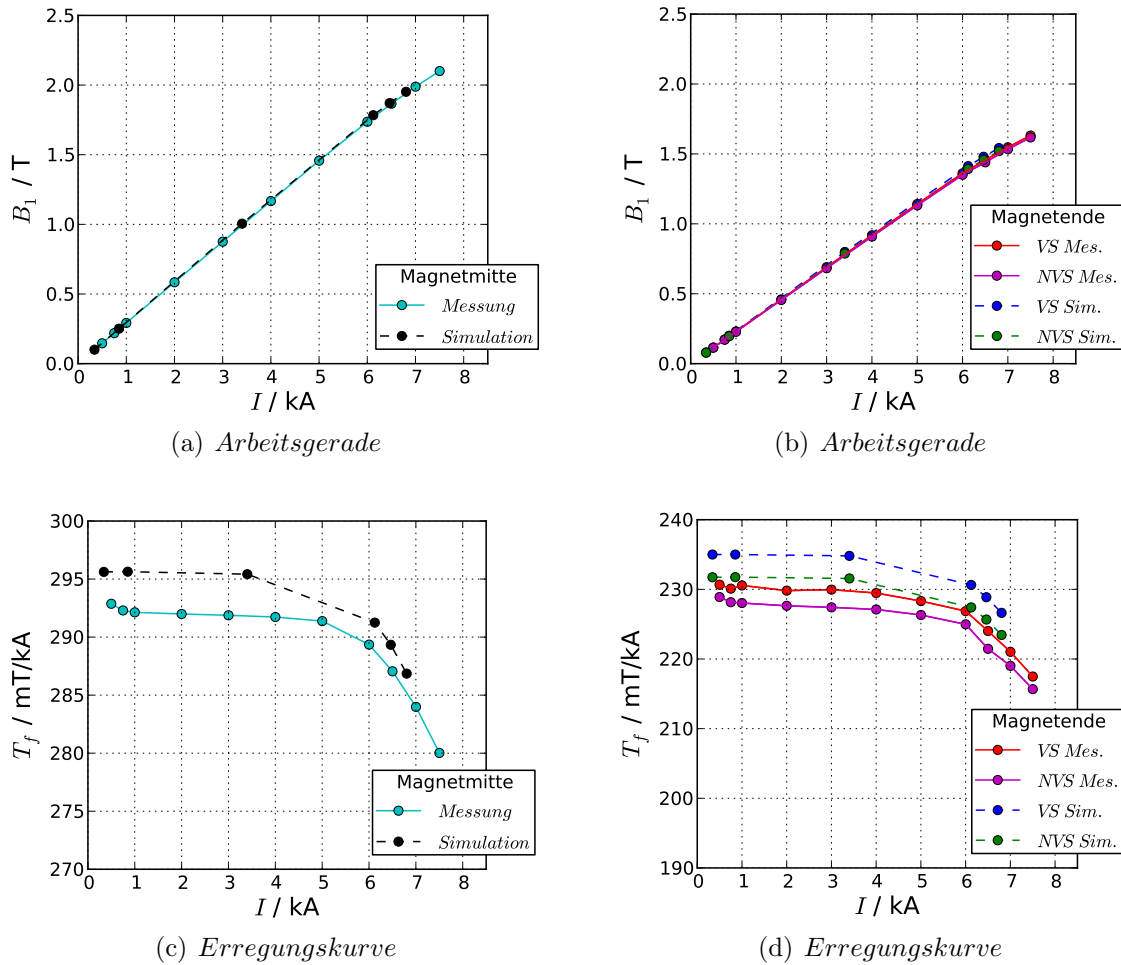 2.5
2.0
1.5
1.0
0.5
0.0
B₁ / T
0 1 2 3 4 5 6 7 8
I / kA
Magnetmitte
Messung
Simulation
(a) Arbeitsgerade
2.5
2.0
1.5
1.0
0.5
0.0
B₁ / T
0 1 2 3 4 5 6 7 8
I / kA
Magnetende
VS Mes.
NVS Mes.
VS Sim.
NVS Sim.
(b) Arbeitsgerade
300
295
290
285
280
275
270
T_f / mT/kA
0 1 2 3 4 5 6 7 8
I / kA
Magnetmitte
Messung
Simulation
(c) Erregungskurve
240
230
220
210
200
190
T_f / mT/kA
0 1 2 3 4 5 6 7 8
I / kA
Magnetende
VS Mes.
NVS Mes.
VS Sim.
NVS Sim.
(d) Erregungskurve